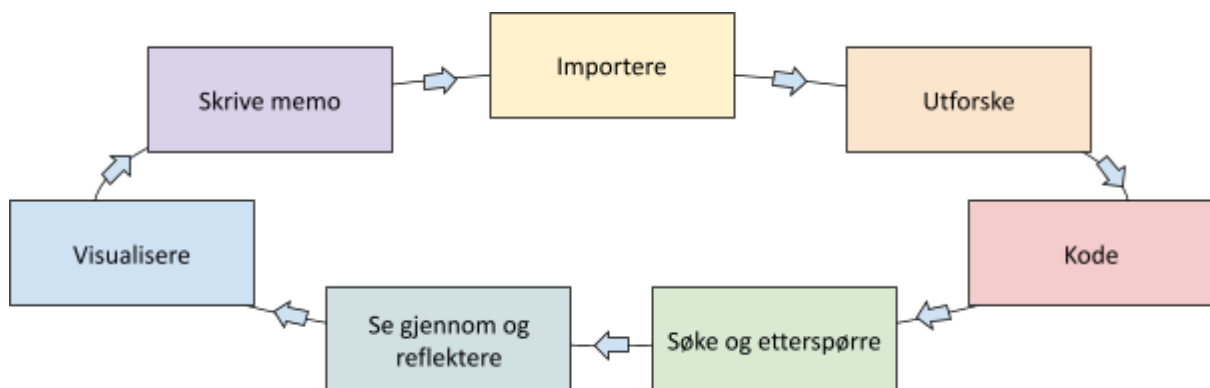 Importere
Utforske
Kode
Søke og etterspørre
Se gjennom og
reflektere
Visualisere
Skrive memo